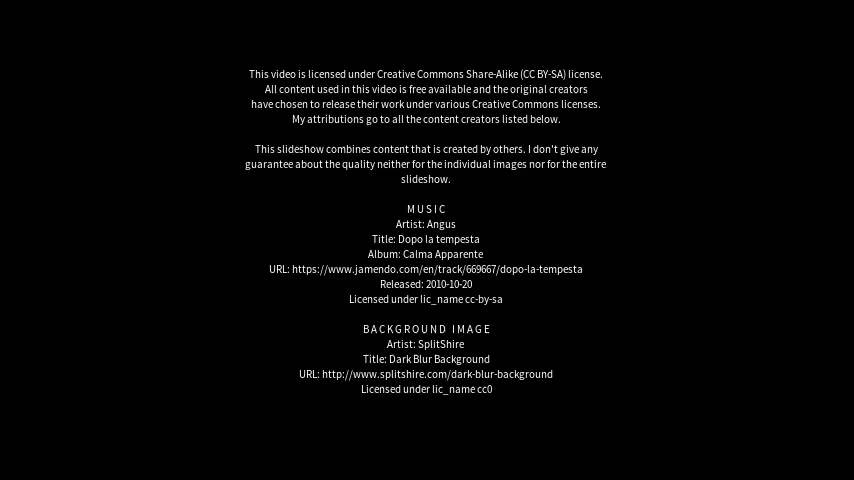 This video is licensed under Creative Commons Share-Alike (CC BY-SA) license.
All content used in this video is free available and the original creators
have chosen to release their work under various Creative Commons licenses.
My attributions go to all the content creators listed below.
This slideshow combines content that is created by others. I don't give any
guarantee about the quality neither for the individual images nor for the entire
slideshow.
MUSIC
Artist: Angus
Title: Dopo la tempesta
Album: Calma Apparente
URL: https://www.jamendo.com/en/track/669667/dopo-la-tempesta
Released: 2010-10-20
Licensed under lic_name cc-by-sa
BACKGROUND IMAGE
Artist: SplitShire
Title: Dark Blur Background
URL: http://www.splitshire.com/dark-blur-background
Licensed under lic_name cc0